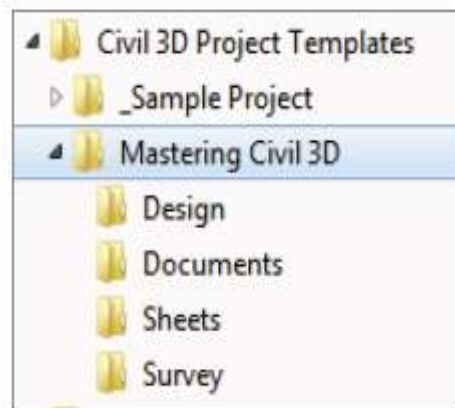 Civil 3D Project Templates
_Sample Project
Mastering Civil 3D
Design
Documents
Sheets
Survey